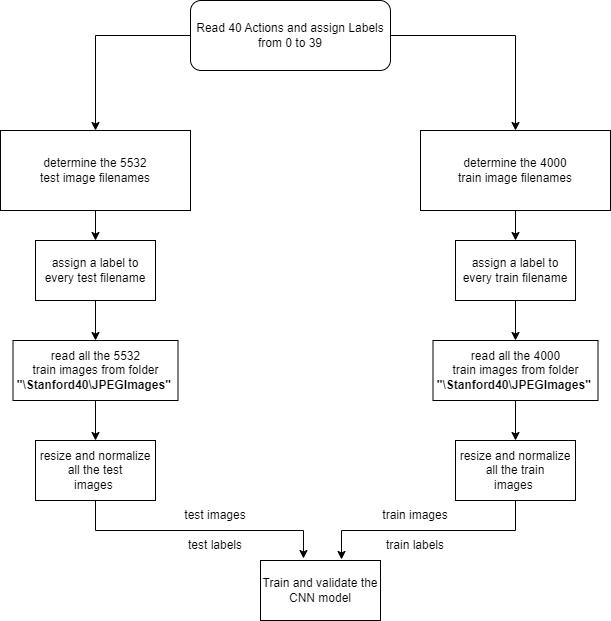 Read 40 Actions and assign Labels
from 0 to 39
determine the 5532
test image filenames
determine the 4000
train image filenames
assign a label to
every test filename
assign a label to
every train filename
read all the 5532
train images from folder
"\Stanford40\JPEGImages"
read all the 4000
train images from folder
"\Stanford40\JPEGImages"
resize and normalize
all the test
images
resize and normalize
all the train
images
test images
train images
test labels
train labels
Train and validate the
CNN model